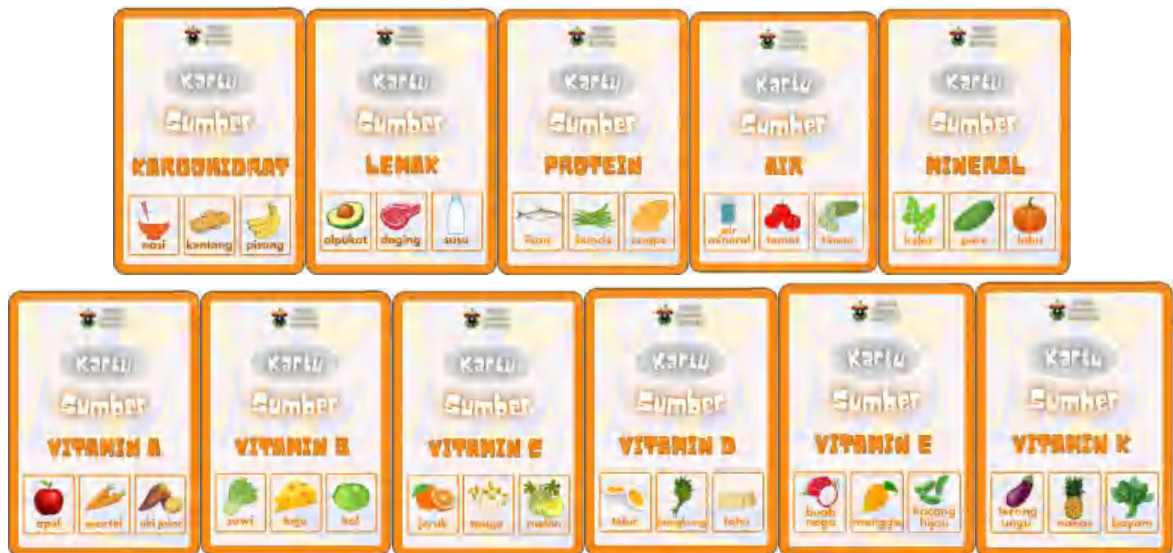 Kartu
Sumber
KARBOHIDRAT
nasi
kentang
pisang
Kartu
Sumber
LEMAK
alpukat
daging
susu
Kartu
Sumber
PROTEIN
ikan
buncis
Kartu
Sumber
AIR
air
mineral
tomat
timun
Kartu
Sumber
MINERAL
kelor
pare
labu
Kartu
Sumber
VITAMIN A
apel
wortel
ubi jalar
Kartu
Sumber
VITAMIN B
sawi
keju
kol
Kartu
Sumber
VITAMIN C
jeruk
tauge
melon
Kartu
Sumber
VITAMIN D
telur
tahu
Kartu
Sumber
VITAMIN E
buah
naga
mangga
kacang
hijau
Kartu
Sumber
VITAMIN K
terong
ungu
nanas
bayam